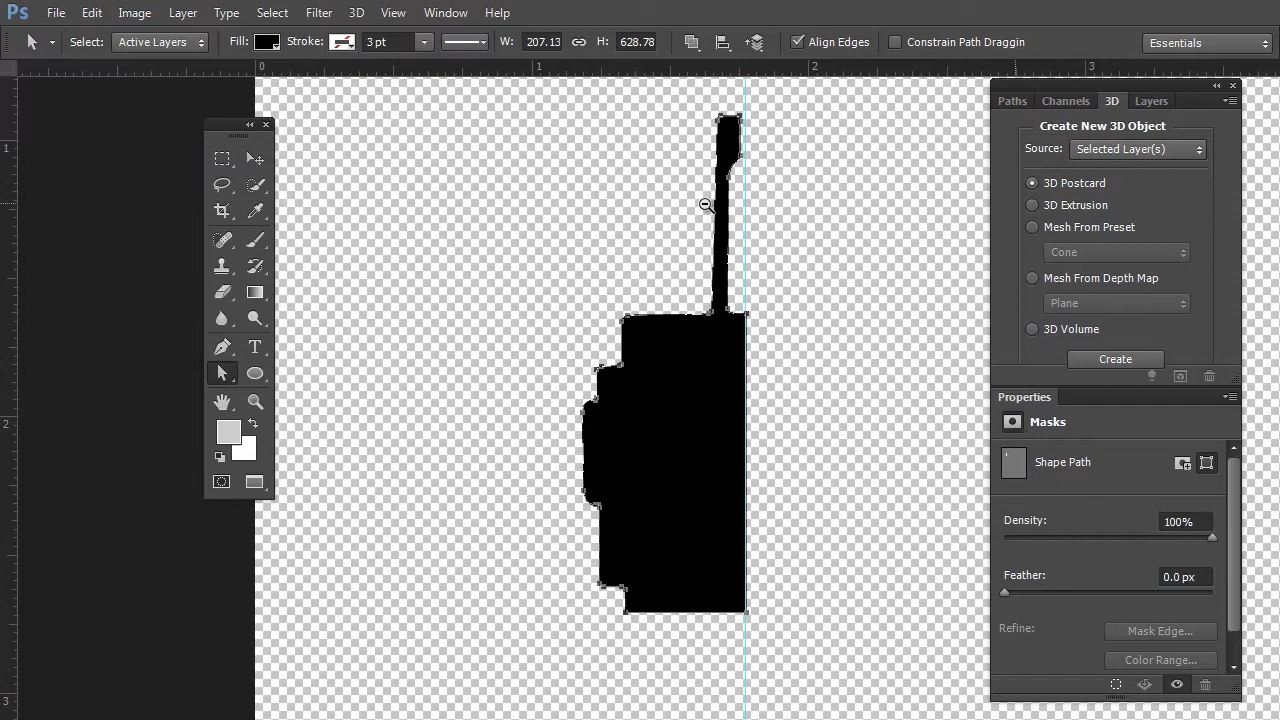 Ps File Edit Image Layer Type Select Filter 3D View Window Help
Select: Active Layers Fill: Stroke: 3 pt W: 207.13 H: 628.78 Align Edges Constrain Path Draggin Essentials
0 1 2 3
1
2
3
Paths Channels 3D Layers
Create New 3D Object
Source: Selected Layer(s)
3D Postcard
3D Extrusion
Mesh From Preset
Cone
Mesh From Depth Map
Plane
3D Volume
Create
Properties
Masks
Shape Path
Density: 100%
Feather: 0.0 px
Refine: Mask Edge...
Color Range...